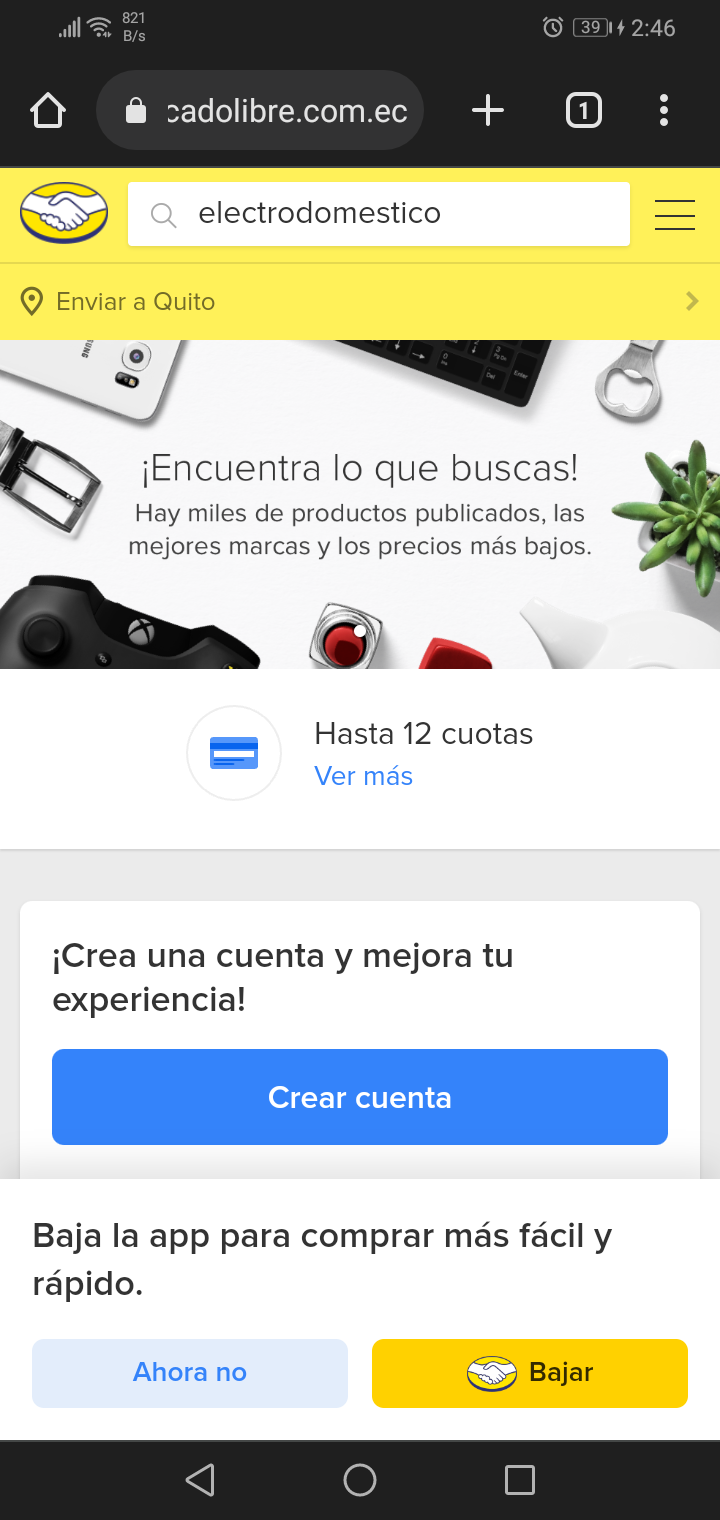 821
B/s
39
2:46
cadolibre.com.ec
1
electrodomestico
Enviar a Quito
SUNG
¡Encuentra lo que buscas!
Hay miles de productos publicados, las
mejores marcas y los precios más bajos.
Hasta 12 cuotas
Ver más
¡Crea una cuenta y mejora tu
experiencia!
Crear cuenta
Baja la app para comprar más fácil y
rápido.
Ahora no
Bajar